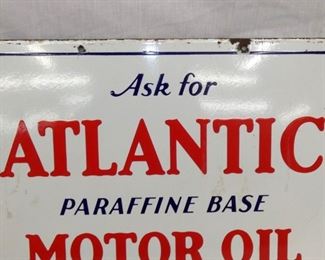 Ask for
ATLANTIC
PARAFFINE BASE
MOTOR OIL